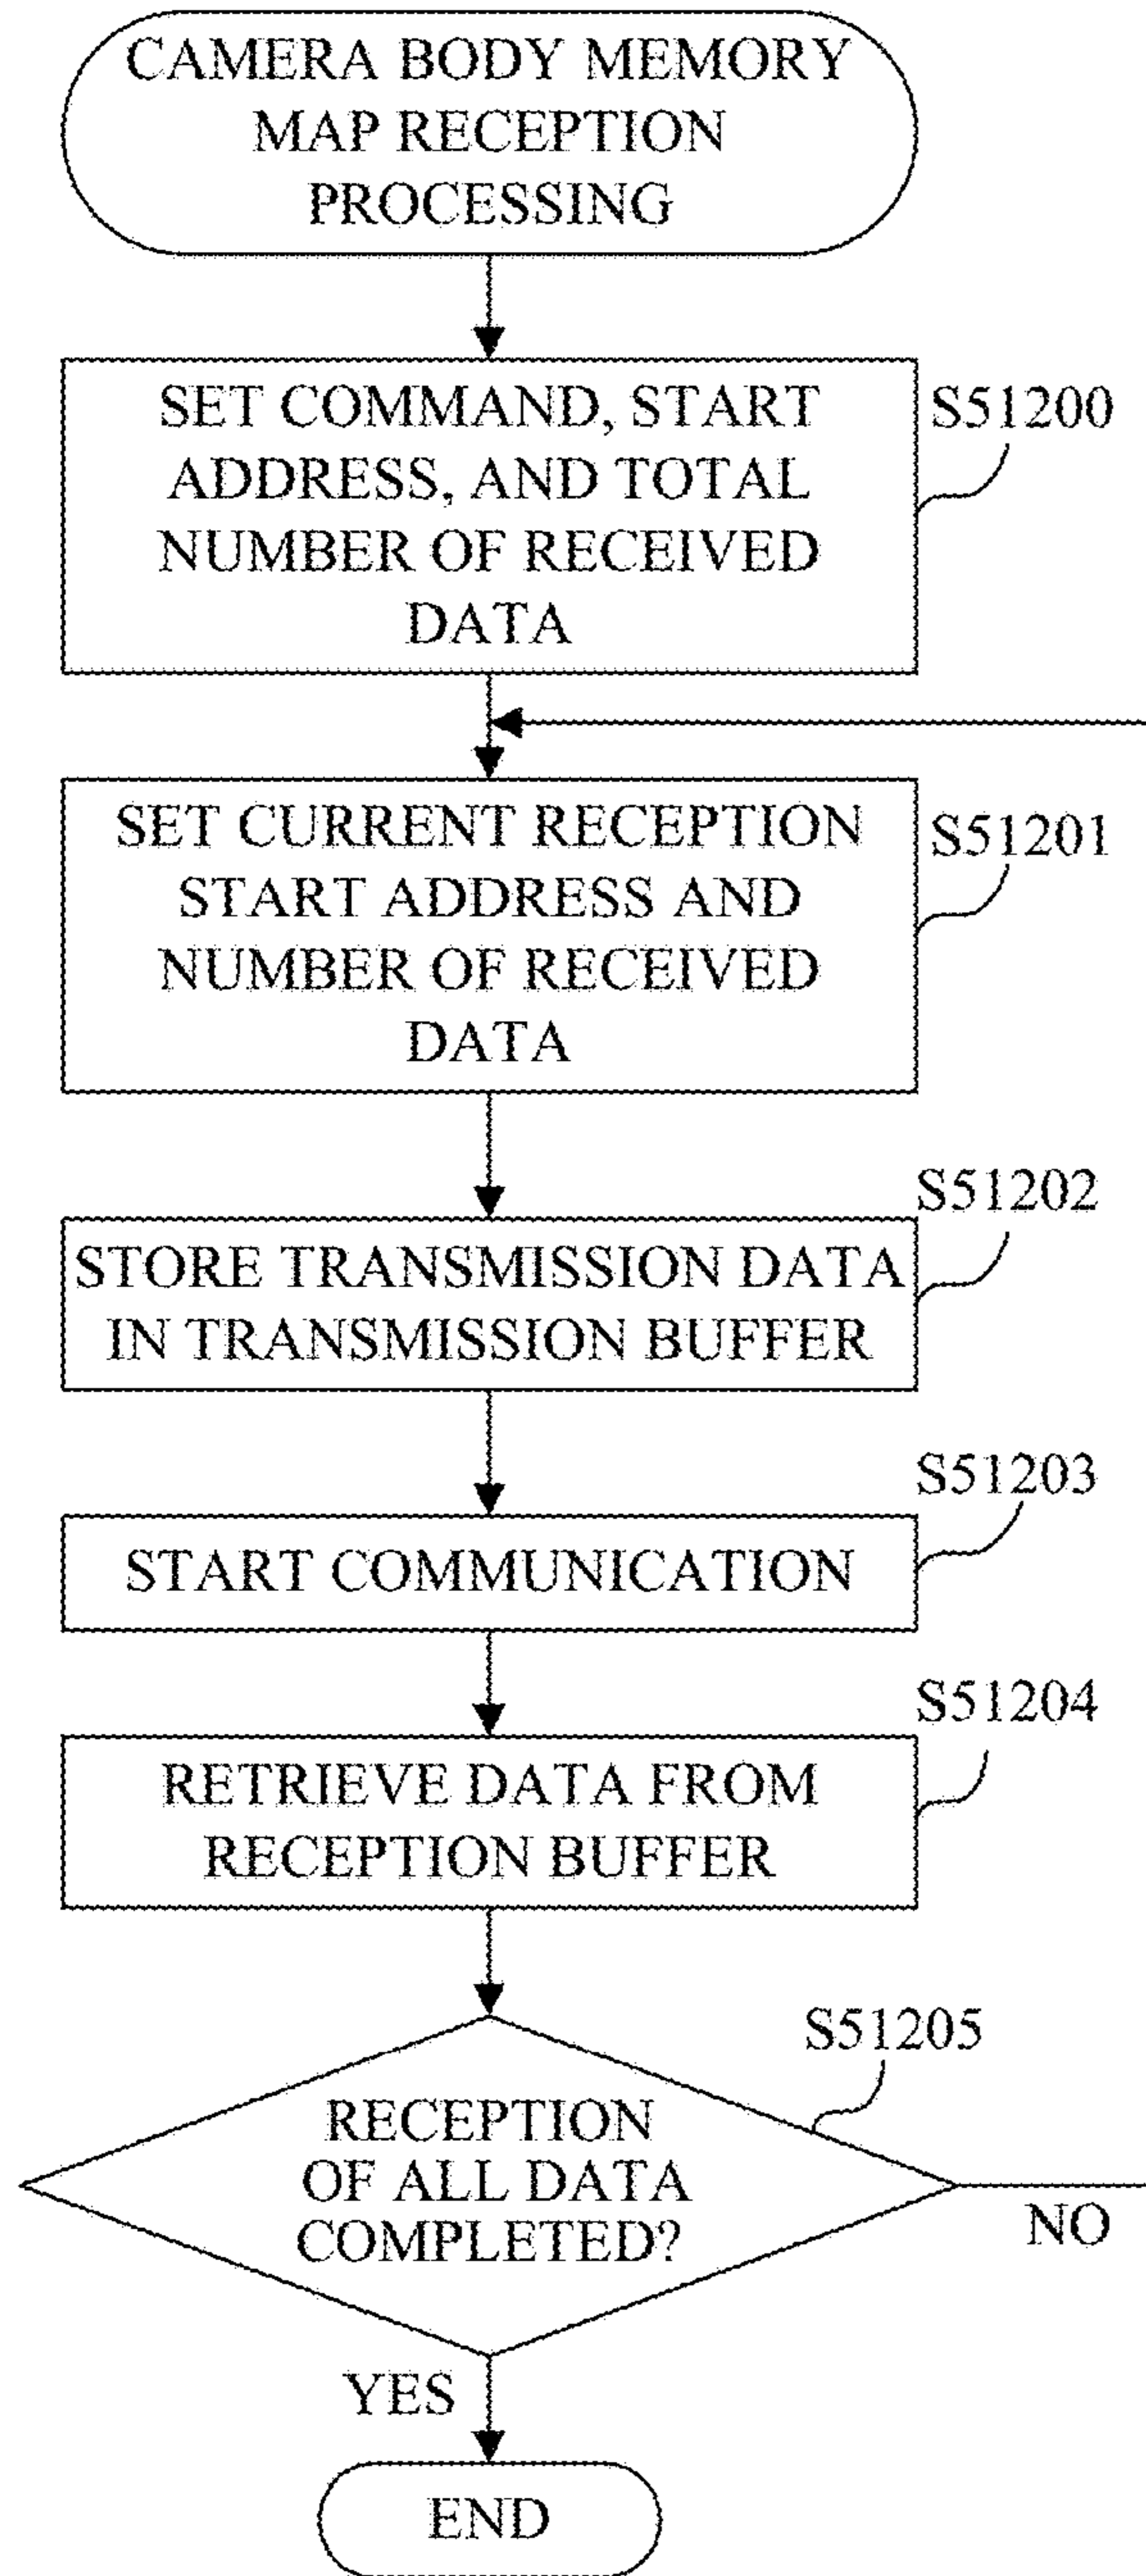 CAMERA BODY MEMORY
MAP RECEPTION
PROCESSING
SET COMMAND, START
ADDRESS, AND TOTAL
NUMBER OF RECEIVED
DATA
S51200
SET CURRENT RECEPTION
START ADDRESS AND
NUMBER OF RECEIVED
DATA
S51201
S51202
STORE TRANSMISSION DATA
IN TRANSMISSION BUFFER
S51203
START COMMUNICATION
S51204
RETRIEVE DATA FROM
RECEPTION BUFFER
S51205
RECEPTION
OF ALL DATA
COMPLETED?
NO
YES
END